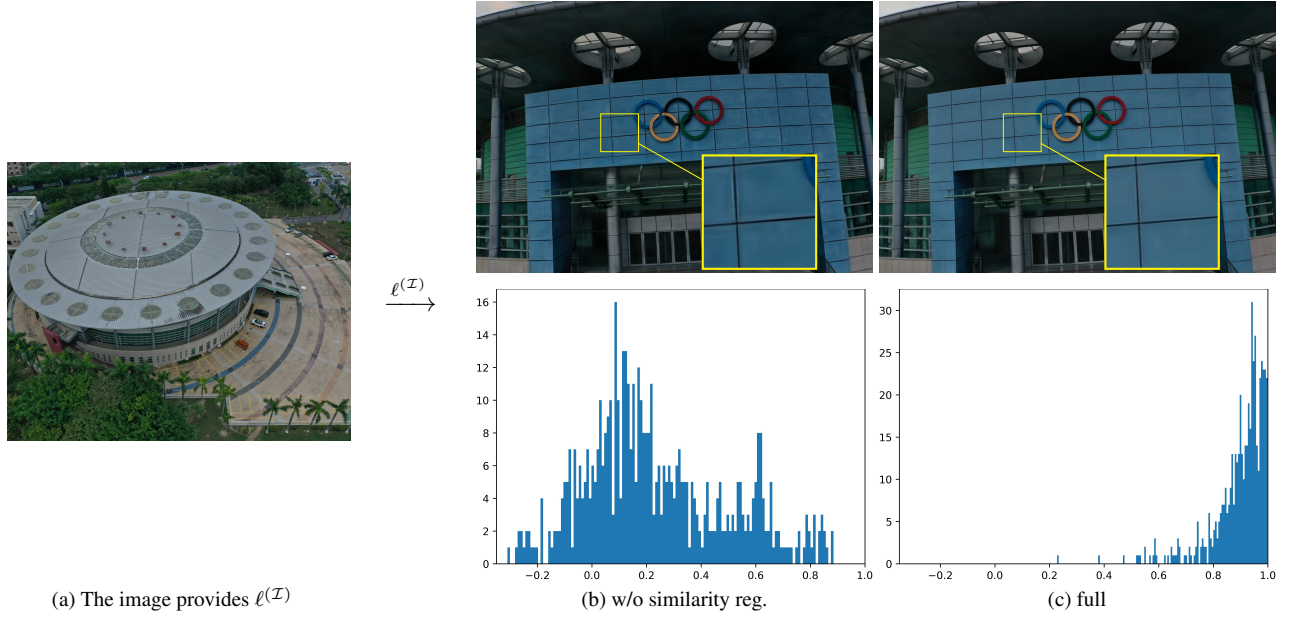 ℓ^(ℐ)
16
14
12
10
8
6
4
2
0
−0.2 0.0 0.2 0.4 0.6 0.8 1.0
30
25
20
15
10
5
0
−0.2 0.0 0.2 0.4 0.6 0.8 1.0
(a) The image provides ℓ^(ℐ)
(b) w/o similarity reg.
(c) full